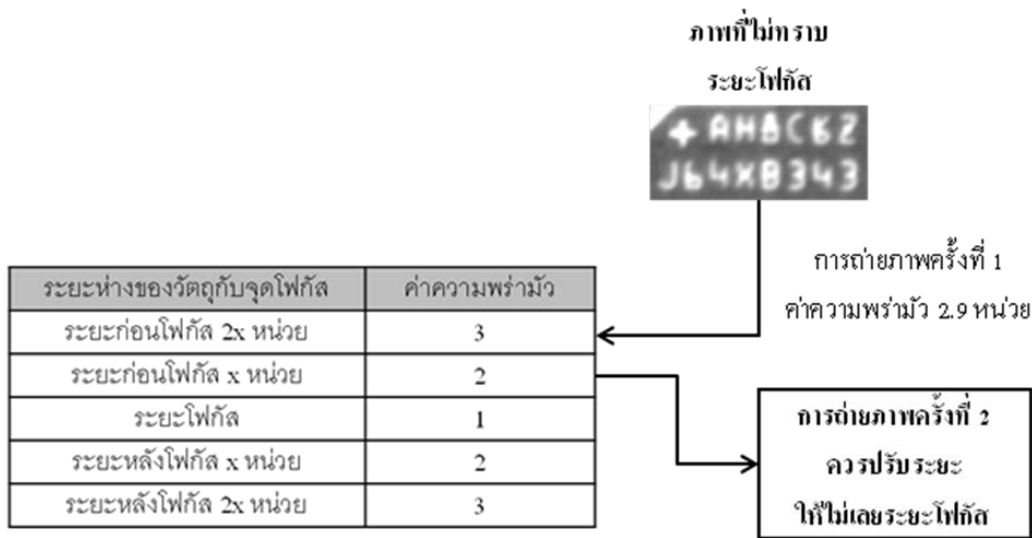 ภาพที่ไม่ทราบ
ระยะโฟกัส
+ AHBC6Z
J64XB343
การถ่ายภาพครั้งที่ 1
ค่าความพร่ามัว 2.9 หน่วย
ระยะห่างของวัตถุกับจุดโฟกัส ค่าความพร่ามัว
ระยะก่อนโฟกัส 2x หน่วย 3
ระยะก่อนโฟกัส x หน่วย 2
ระยะโฟกัส 1
ระยะหลังโฟกัส x หน่วย 2
ระยะหลังโฟกัส 2x หน่วย 3
การถ่ายภาพครั้งที่ 2
ควรปรับระยะ
ให้ไม่เลยระยะโฟกัส